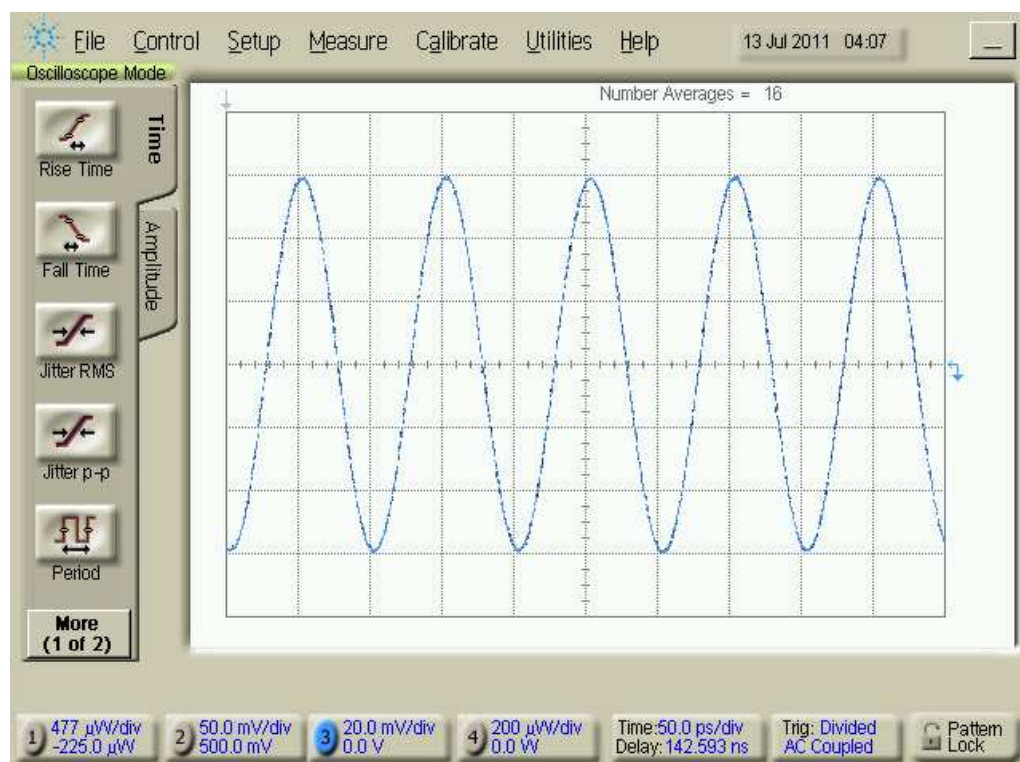 File Control Setup Measure Calibrate Utilities Help 13 Jul 2011 04:07
Oscilloscope Mode
Number Averages = 16
Time
Amplitude
Rise Time
Fall Time
Jitter RMS
Jitter p-p
Period
More
(1 of 2)
1) 477 µW/div
-225.0 µW
2) 50.0 mV/div
500.0 mV
3) 20.0 mV/div
0.0 V
4) 200 µW/div
0.0 W
Time:50.0 ps/div
Delay:142.593 ns
Trig: Divided
AC Coupled
Pattern
Lock